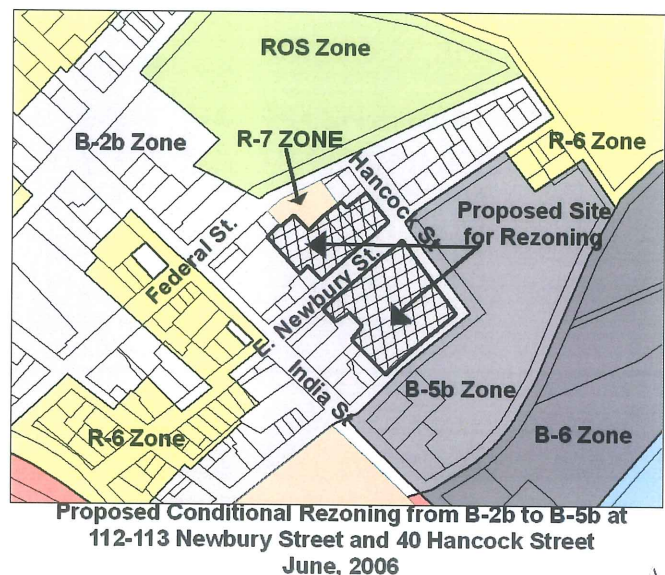 ROS Zone
B-2b Zone
R-7 ZONE
R-6 Zone
Hancock St.
Proposed Site
for Rezoning
Federal St.
E. Newbury St.
India St
B-5b Zone
R-6 Zone
B-6 Zone
Proposed Conditional Rezoning from B-2b to B-5b at
112-113 Newbury Street and 40 Hancock Street
June, 2006